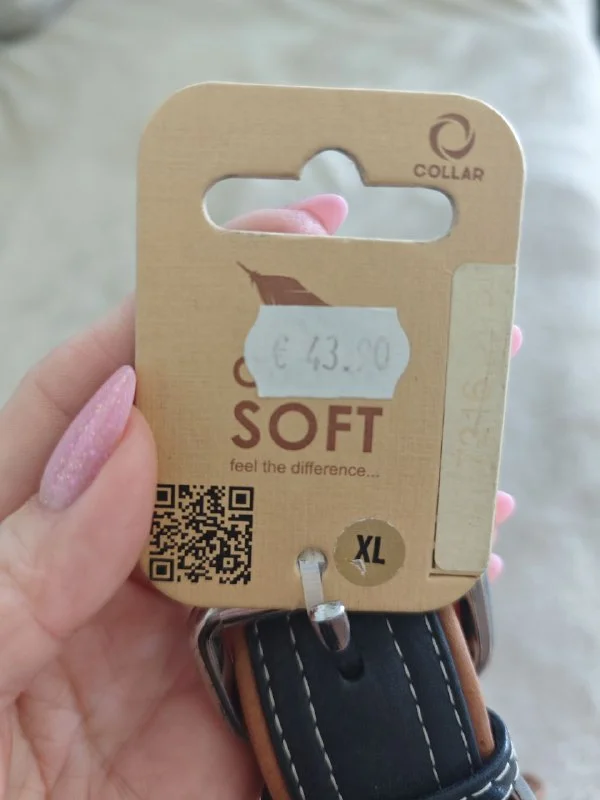 COLLAR
€ 43.90
SOFT
feel the difference...
XL